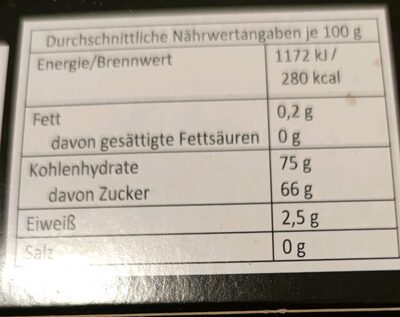 Durchschnittliche Nährwertangaben je 100 g
Energie/Brennwert 1172 kJ /
280 kcal
Fett 0,2 g
davon gesättigte Fettsäuren 0 g
Kohlenhydrate 75 g
davon Zucker 66 g
Eiweiß 2,5 g
Salz 0 g